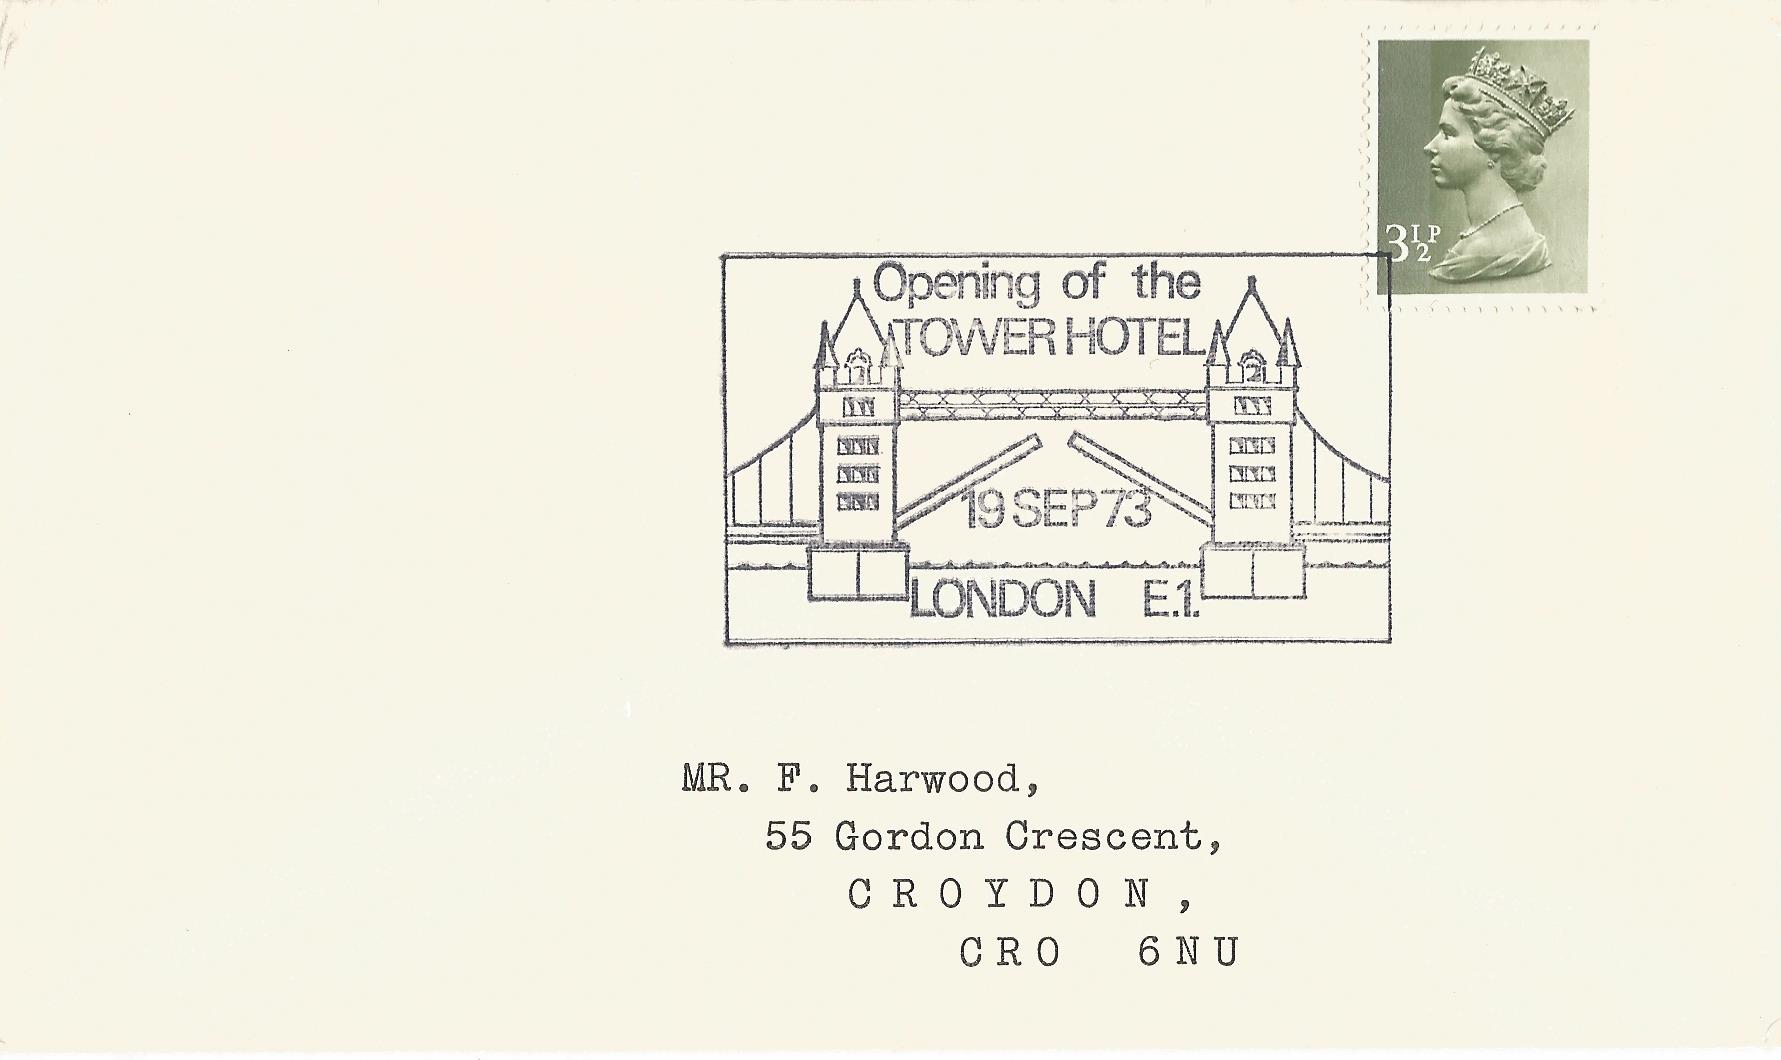 3½P
Opening of the
TOWER HOTEL
19 SEP 73
LONDON E.1.
MR. F. Harwood,
55 Gordon Crescent,
CROYDON,
CRO 6NU